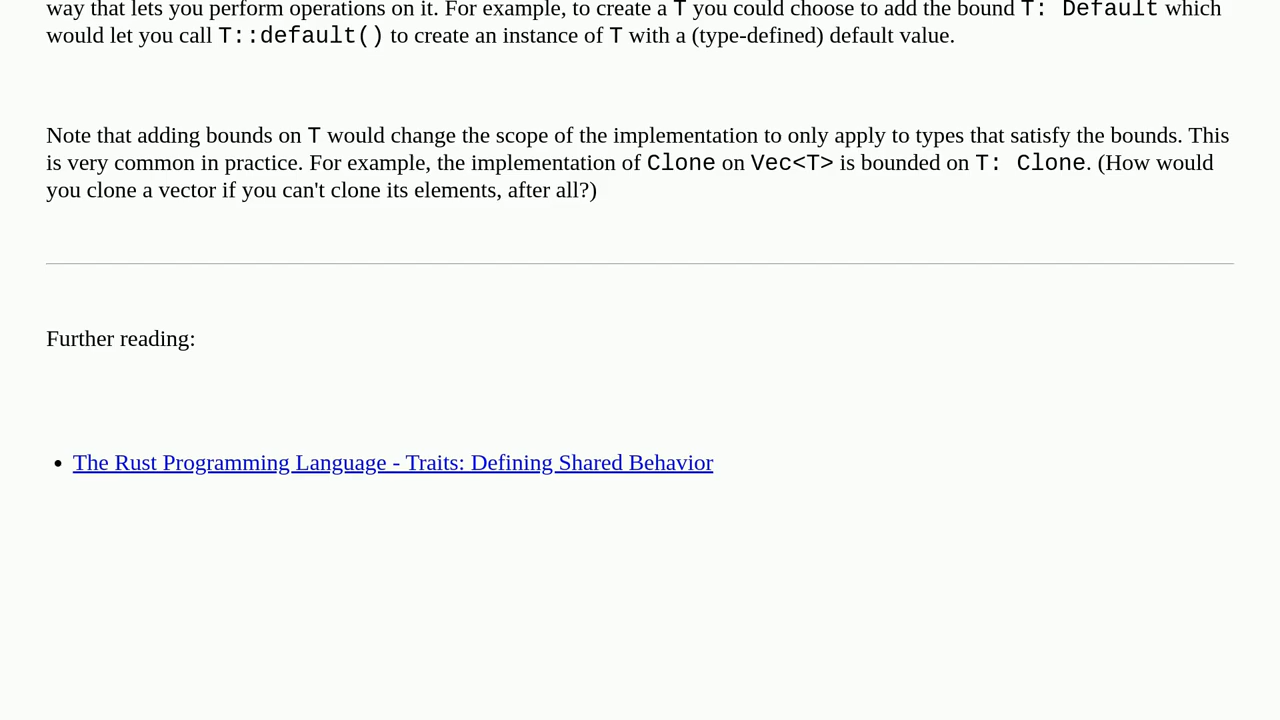 way that lets you perform operations on it. For example, to create a T you could choose to add the bound T: Default which
would let you call T::default() to create an instance of T with a (type-defined) default value.
Note that adding bounds on T would change the scope of the implementation to only apply to types that satisfy the bounds. This
is very common in practice. For example, the implementation of Clone on Vec<T> is bounded on T: Clone. (How would
you clone a vector if you can't clone its elements, after all?)
Further reading:
• The Rust Programming Language - Traits: Defining Shared Behavior